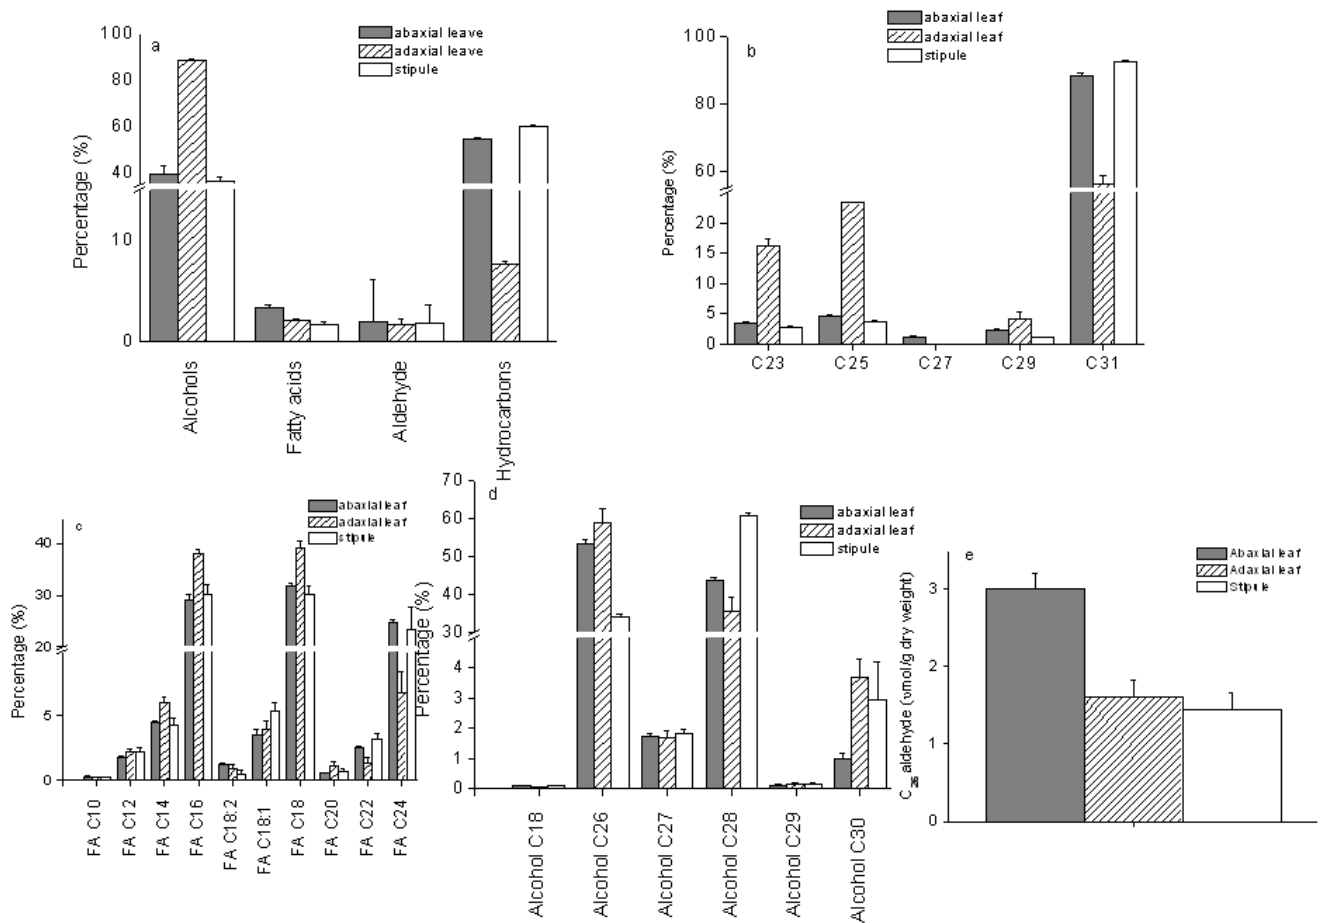 a
abaxial leave
adaxial leave
stipule
100
80
60
40
10
0
Percentage (%)
Alcohols
Fatty acids
Aldehyde
Hydrocarbons
b
abaxial leaf
adaxial leaf
stipule
100
80
60
20
15
10
5
0
Percentage (%)
C23
C25
C27
C29
C31
c
abaxial leaf
adaxial leaf
stipule
40
30
20
5
0
Percentage (%)
FA C10
FA C12
FA C14
FA C16
FA C18:2
FA C18:1
FA C18
FA C20
FA C22
FA C24
d
abaxial leaf
adaxial leaf
stipule
70
60
50
40
30
4
3
2
1
0
Percentage (%)
Alcohol C18
Alcohol C26
Alcohol C27
Alcohol C28
Alcohol C29
Alcohol C30
e
Abaxial leaf
Adaxial leaf
Stipule
3
2
1
0
C26 aldehyde (υmol/g dry weight)